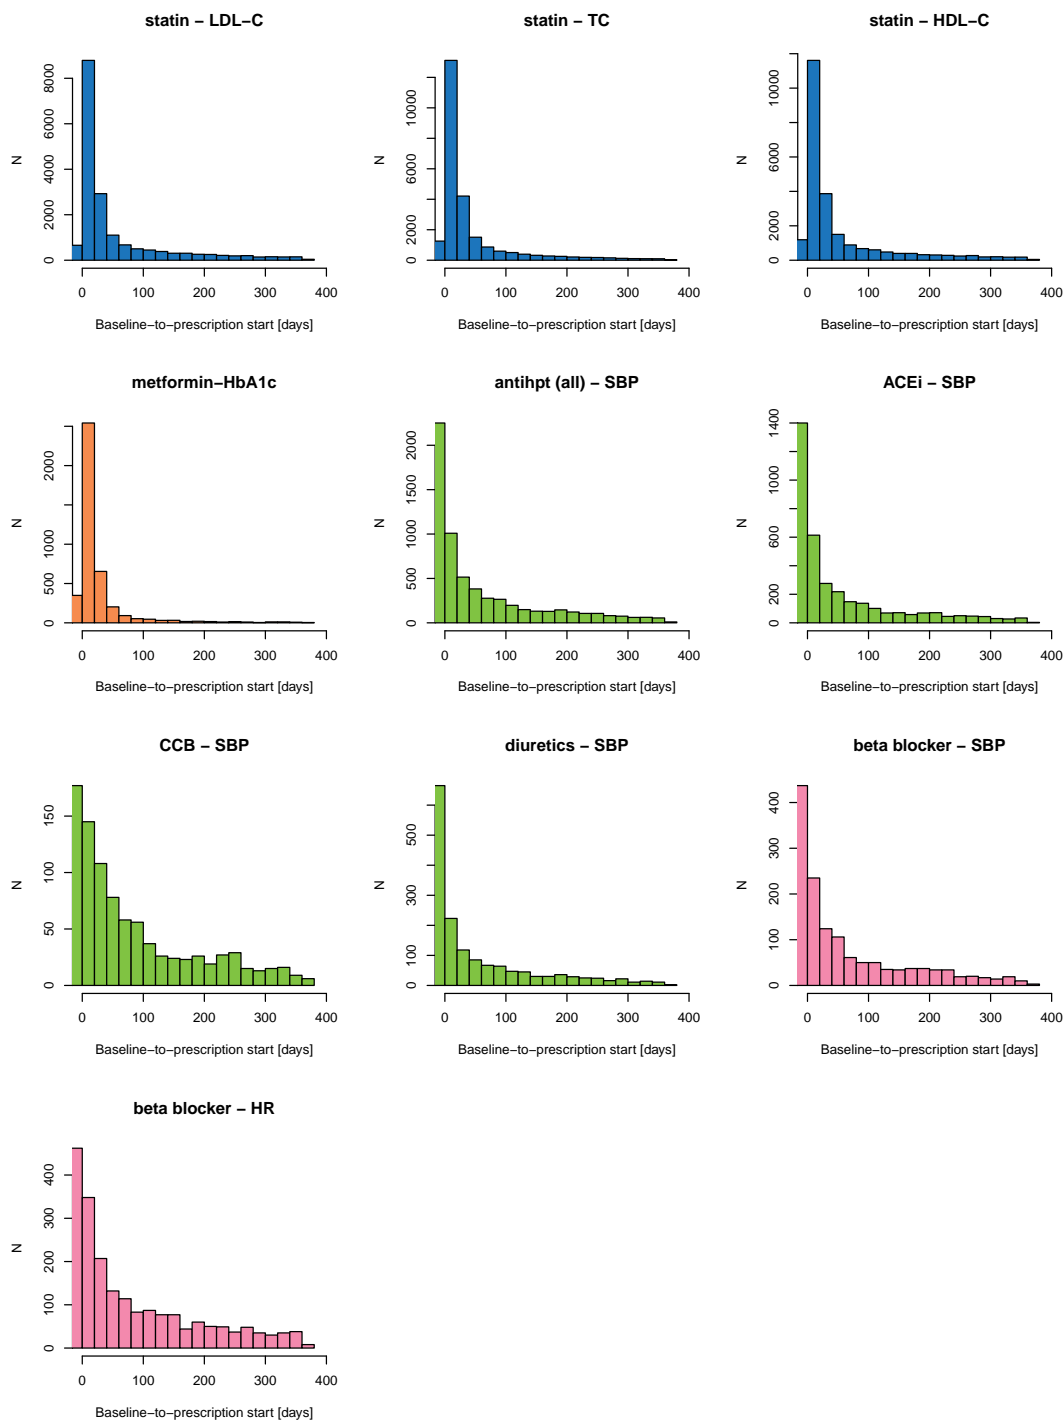 statin − LDL−C
statin − TC
statin − HDL−C
8000
6000
4000
2000
0
N
0 100 200 300 400
Baseline−to−prescription start [days]
10000
6000
2000
0
N
0 100 200 300 400
Baseline−to−prescription start [days]
10000
6000
2000
0
N
0 100 200 300 400
Baseline−to−prescription start [days]
metformin−HbA1c
antihpt (all) − SBP
ACEi − SBP
2000
1000
500
0
N
0 100 200 300 400
Baseline−to−prescription start [days]
2000
1500
1000
500
0
N
0 100 200 300 400
Baseline−to−prescription start [days]
1400
1000
600
200
0
N
0 100 200 300 400
Baseline−to−prescription start [days]
CCB − SBP
diuretics − SBP
beta blocker − SBP
150
100
50
0
N
0 100 200 300 400
Baseline−to−prescription start [days]
500
300
100
0
N
0 100 200 300 400
Baseline−to−prescription start [days]
400
300
200
100
0
N
0 100 200 300 400
Baseline−to−prescription start [days]
beta blocker − HR
400
300
200
100
0
N
0 100 200 300 400
Baseline−to−prescription start [days]